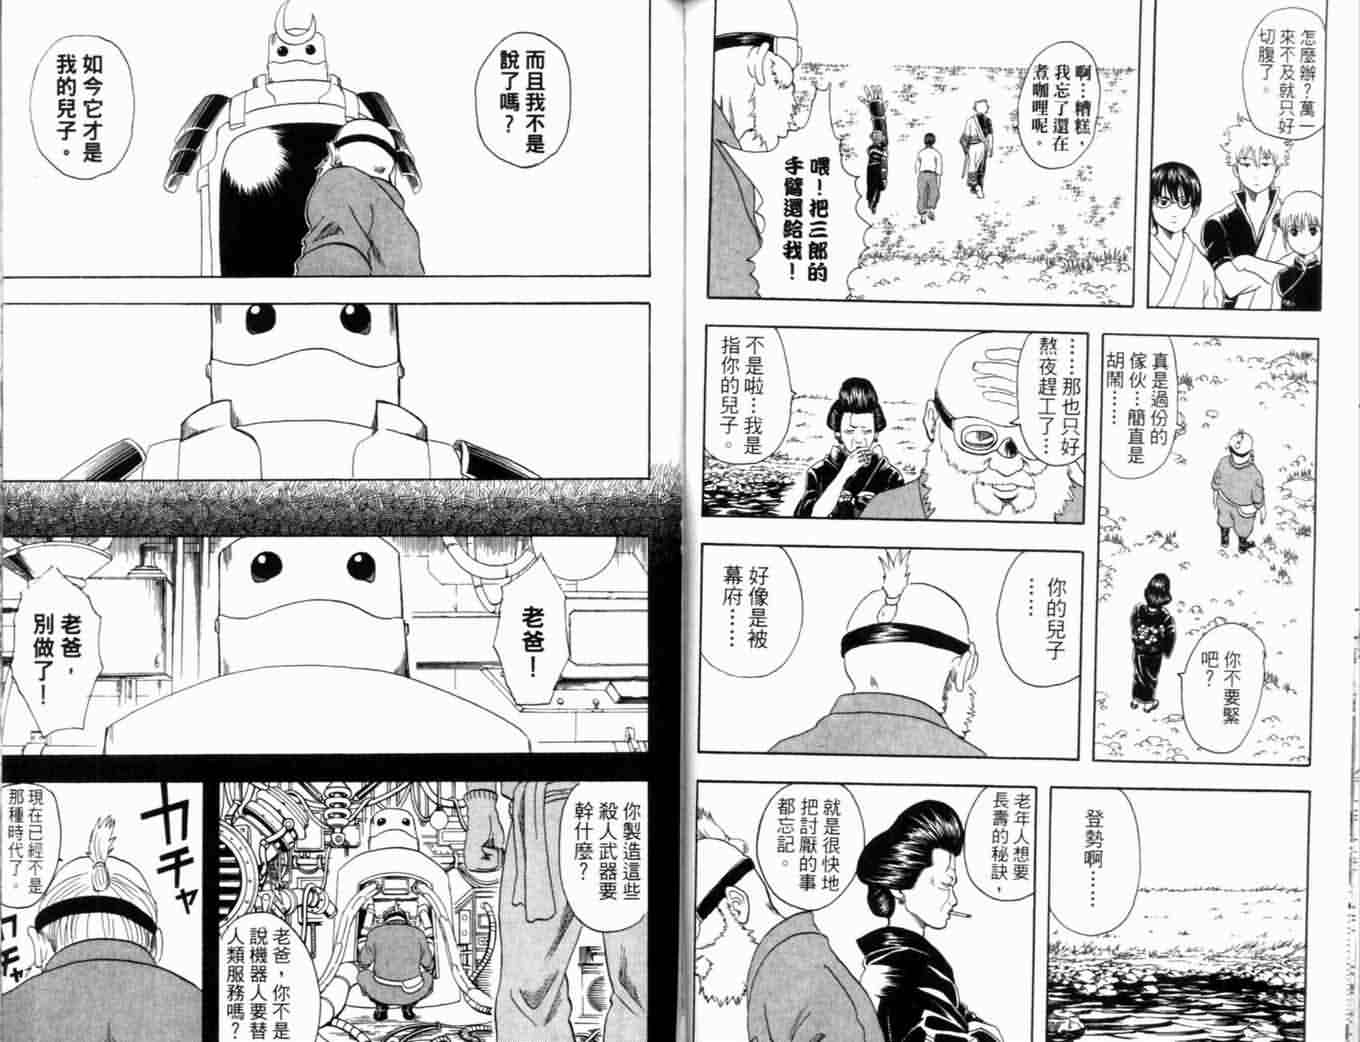 怎麼辦？萬一
來不及就只好
切腹了。
啊…糟糕，
我忘了還在
煮咖哩呢。
喂！把三郎的
手臂還給我！
真是過份的
傢伙…簡直是
胡鬧……
你不要緊
吧？
……那也只好
熬夜趕工了…
不是啦…我是
指你的兒子。
你的兒子
……
好像是被
幕府……
登勢啊……
老年人想要
長壽的秘訣，
就是很快地
把討厭的事
都忘記。
而且我不是
說了嗎？
如今它才是
我的兒子。
老爸！
老爸，
別做了！
你製造這些
殺人武器要
幹什麼？
老爸，你不是
說機器人要替
人類服務嗎？
カチャ
カチャ
現在已經不是
那種時代了。